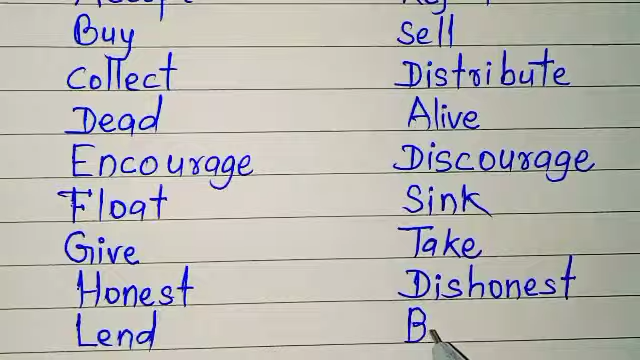 Buy Sell
Collect Distribute
Dead Alive
Encourage Discourage
Float Sink
Give Take
Honest Dishonest
Lend B